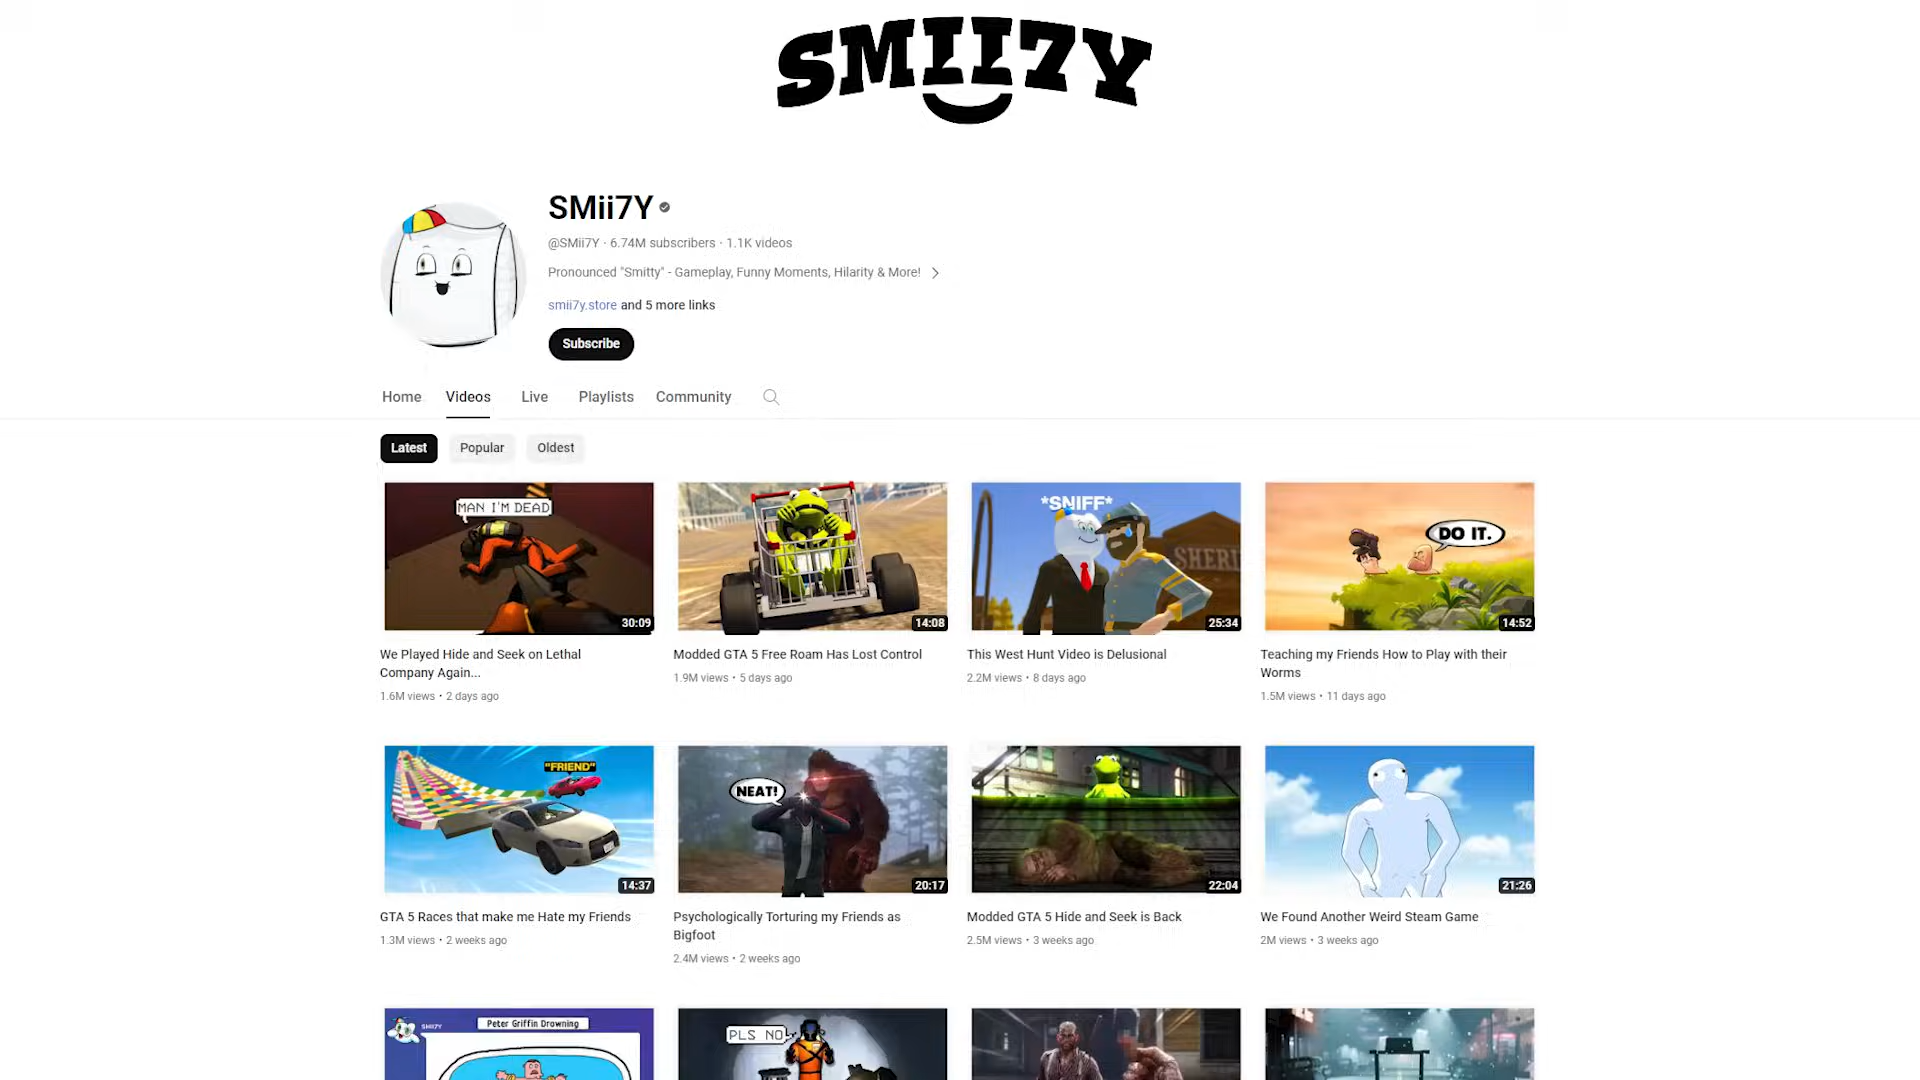 SMII7Y
SMii7Y
@SMii7Y · 6.74M subscribers · 1.1K videos
Pronounced "Smitty" - Gameplay, Funny Moments, Hilarity & More!
smii7y.store and 5 more links
Subscribe
Home Videos Live Playlists Community
Latest Popular Oldest
MAN I'M DEAD
30:09
14:08
*SNIFF*
SHERI
25:34
DO IT.
14:52
We Played Hide and Seek on Lethal
Company Again...
1.6M views • 2 days ago
Modded GTA 5 Free Roam Has Lost Control
1.9M views • 5 days ago
This West Hunt Video is Delusional
2.2M views • 8 days ago
Teaching my Friends How to Play with their
Worms
1.5M views • 11 days ago
"FRIEND"
14:37
NEAT!
20:17
22:04
21:26
GTA 5 Races that make me Hate my Friends
1.3M views • 2 weeks ago
Psychologically Torturing my Friends as
Bigfoot
2.4M views • 2 weeks ago
Modded GTA 5 Hide and Seek is Back
2.5M views • 3 weeks ago
We Found Another Weird Steam Game
2M views • 3 weeks ago
SMII7Y
Peter Griffin Drowning
PLS NO